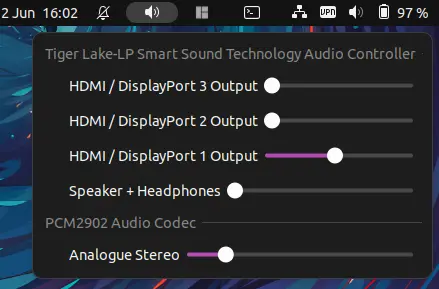 2 Jun 16:02 UPN 97 %
Tiger Lake-LP Smart Sound Technology Audio Controller
HDMI / DisplayPort 3 Output
HDMI / DisplayPort 2 Output
HDMI / DisplayPort 1 Output
Speaker + Headphones
PCM2902 Audio Codec
Analogue Stereo